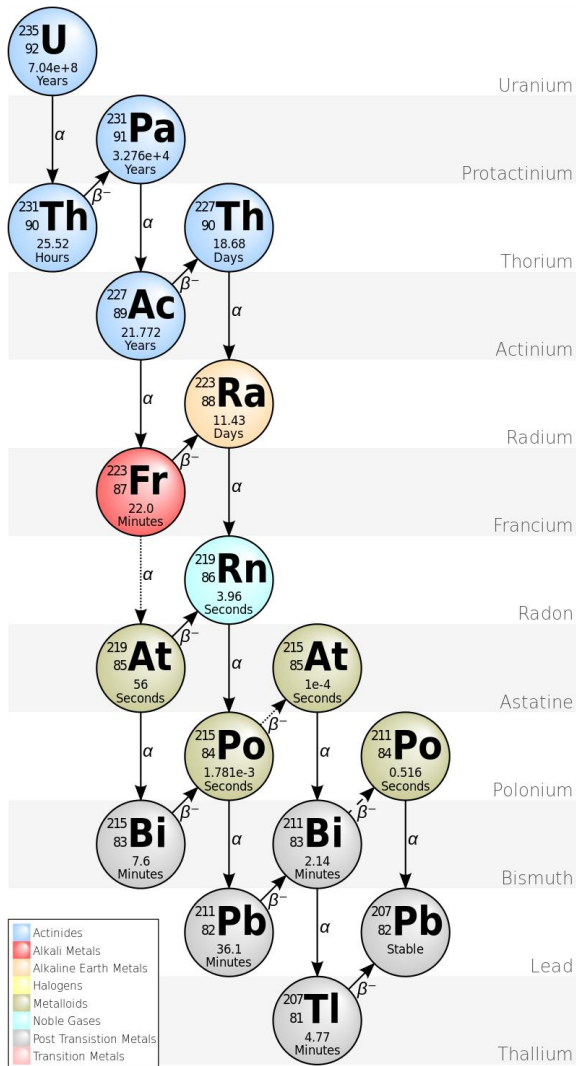 235
92 U
7.04e+8
Years
Uranium
α
231
91 Pa
3.276e+4
Years
Protactinium
β⁻
231
90 Th
25.52
Hours
α
227
90 Th
18.68
Days
Thorium
β⁻
227
89 Ac
21.772
Years
α
Actinium
α
223
88 Ra
11.43
Days
Radium
β⁻
223
87 Fr
22.0
Minutes
α
Francium
α
219
86 Rn
3.96
Seconds
Radon
β⁻
219
85 At
56
Seconds
α
215
85 At
1e-4
Seconds
Astatine
β⁻
α
215
84 Po
1.781e-3
Seconds
α
211
84 Po
0.516
Seconds
Polonium
β⁻
β⁻
215
83 Bi
7.6
Minutes
α
211
83 Bi
2.14
Minutes
α
Bismuth
β⁻
211
82 Pb
36.1
Minutes
α
207
82 Pb
Stable
Lead
β⁻
207
81 Tl
4.77
Minutes
Thallium
Actinides
Alkali Metals
Alkaline Earth Metals
Halogens
Metalloids
Noble Gases
Post Transistion Metals
Transition Metals